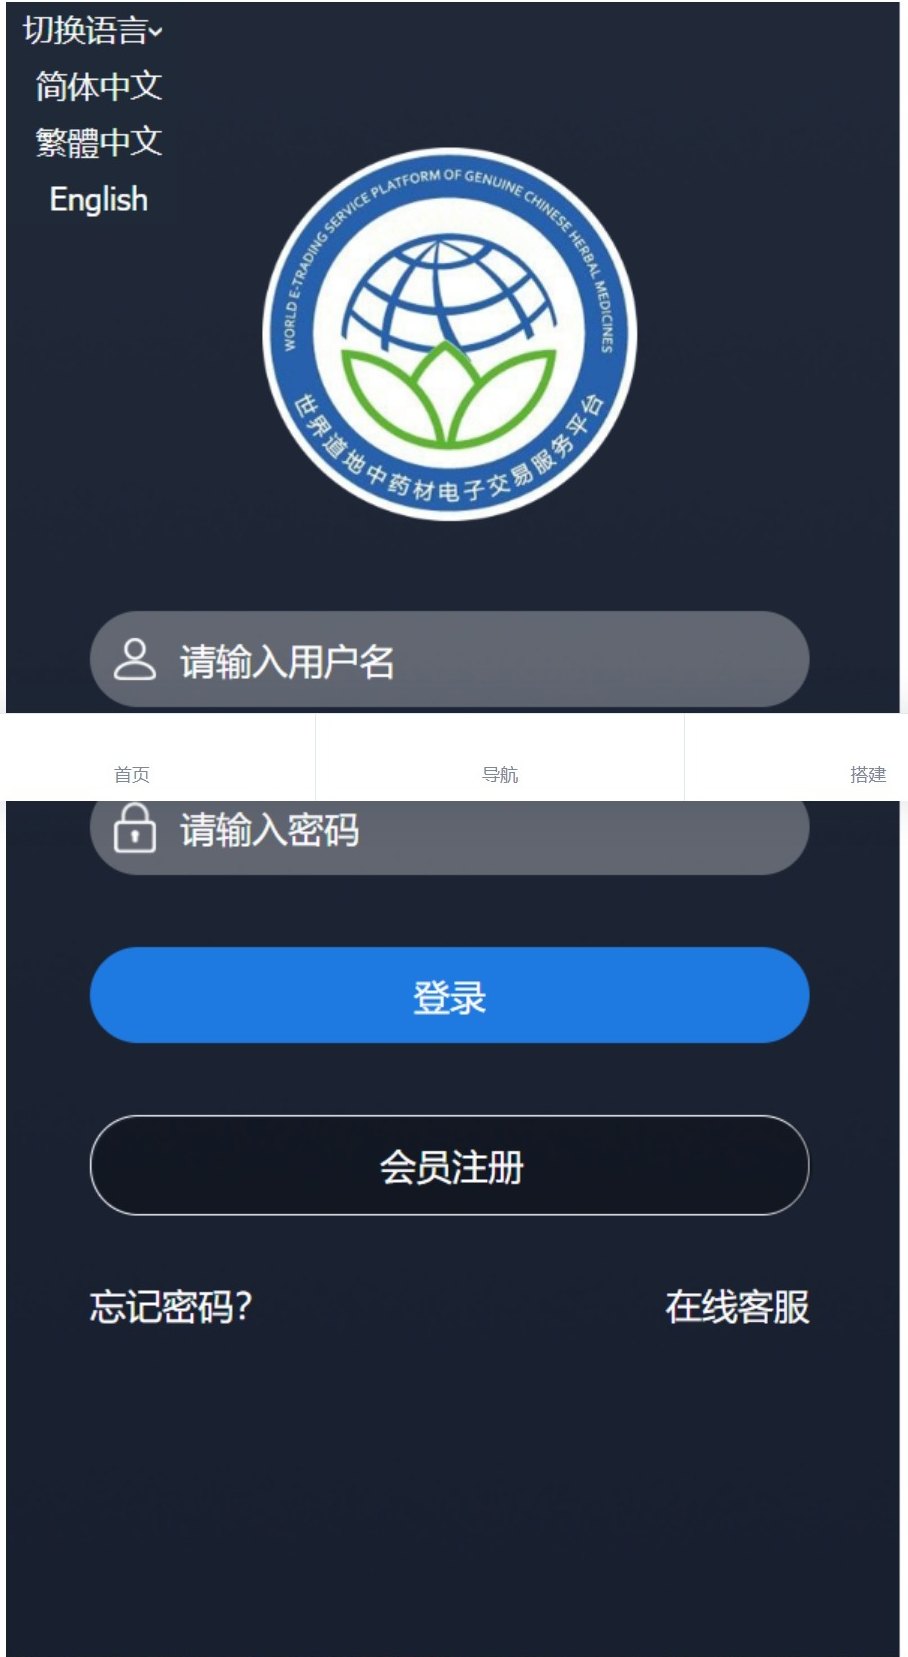 切换语言
简体中文
繁體中文
English
WORLD E-TRADING SERVICE PLATFORM OF GENUINE CHINESE HERBAL MEDICINES
世界道地中药材电子交易服务平台
请输入用户名
首页 导航 搭建
请输入密码
登录
会员注册
忘记密码? 在线客服